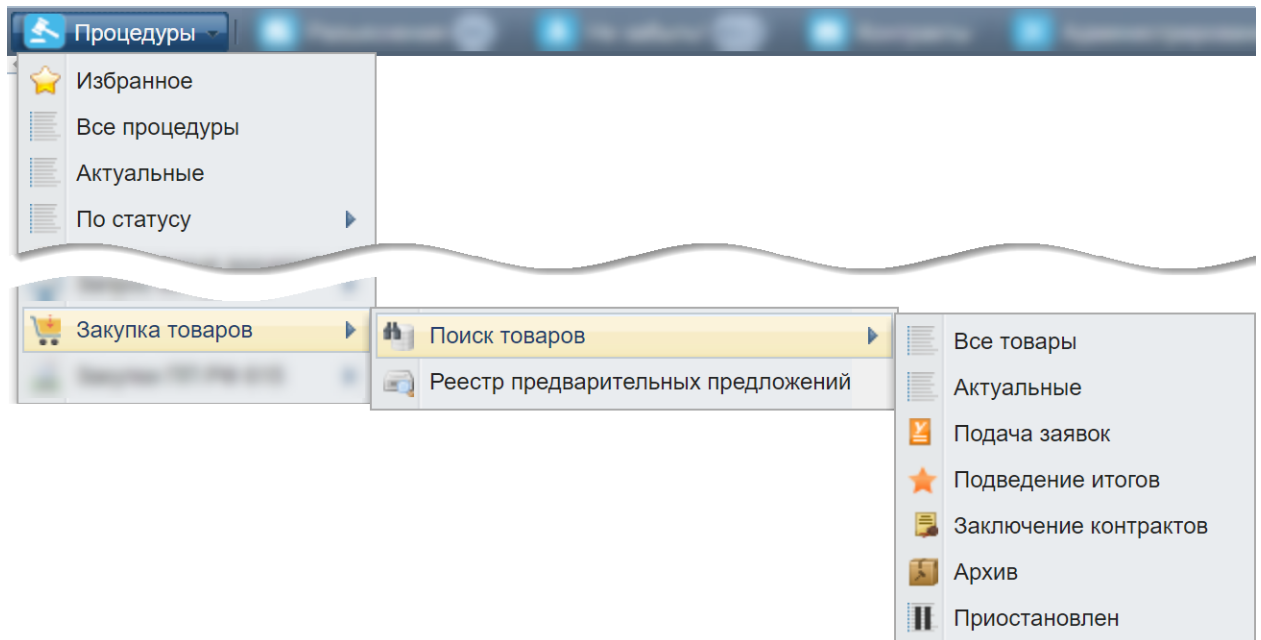 Процедуры
Избранное
Все процедуры
Актуальные
По статусу
Закупка товаров
Поиск товаров
Реестр предварительных предложений
Все товары
Актуальные
Подача заявок
Подведение итогов
Заключение контрактов
Архив
Приостановлен